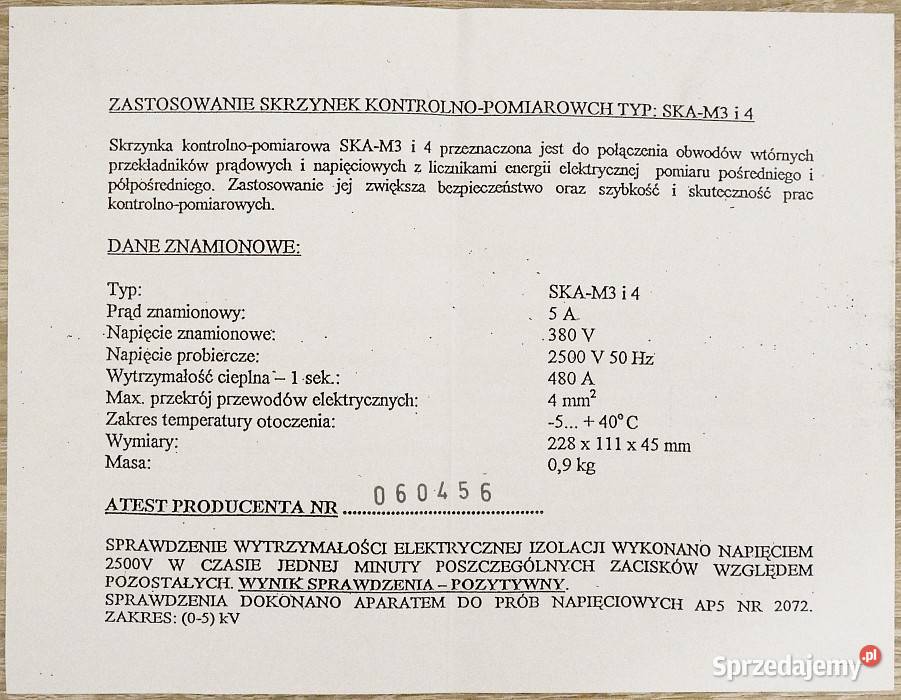 ZASTOSOWANIE SKRZYNEK KONTROLNO-POMIAROWCH TYP: SKA-M3 i 4
Skrzynka kontrolno-pomiarowa SKA-M3 i 4 przeznaczona jest do połączenia obwodów wtórnych
przekładników prądowych i napięciowych z licznikami energii elektrycznej pomiaru pośredniego i
półpośredniego. Zastosowanie jej zwiększa bezpieczeństwo oraz szybkość i skuteczność prac
kontrolno-pomiarowych.
DANE ZNAMIONOWE:
Typ: SKA-M3 i 4
Prąd znamionowy: 5 A
Napięcie znamionowe: 380 V
Napięcie probiercze: 2500 V 50 Hz
Wytrzymałość cieplna – 1 sek.: 480 A
Max. przekrój przewodów elektrycznych: 4 mm²
Zakres temperatury otoczenia: -5... + 40° C
Wymiary: 228 x 111 x 45 mm
Masa: 0,9 kg
ATEST PRODUCENTA NR 060456
SPRAWDZENIE WYTRZYMAŁOŚCI ELEKTRYCZNEJ IZOLACJI WYKONANO NAPIĘCIEM
2500V W CZASIE JEDNEJ MINUTY POSZCZEGÓLNYCH ZACISKÓW WZGLĘDEM
POZOSTAŁYCH. WYNIK SPRAWDZENIA – POZYTYWNY.
SPRAWDZENIA DOKONANO APARATEM DO PRÓB NAPIĘCIOWYCH AP5 NR 2072.
ZAKRES: (0-5) kV
Sprzedajemy.pl